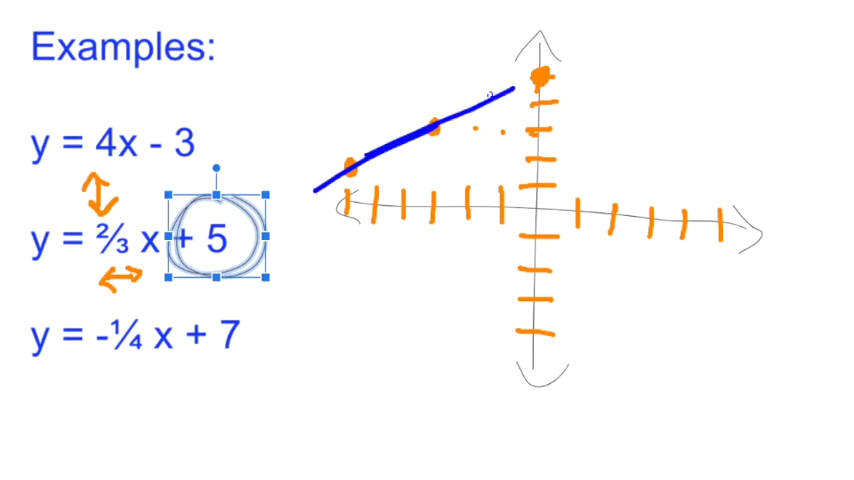 Examples:
y = 4x - 3
y = ⅔ x + 5
y = -¼ x + 7